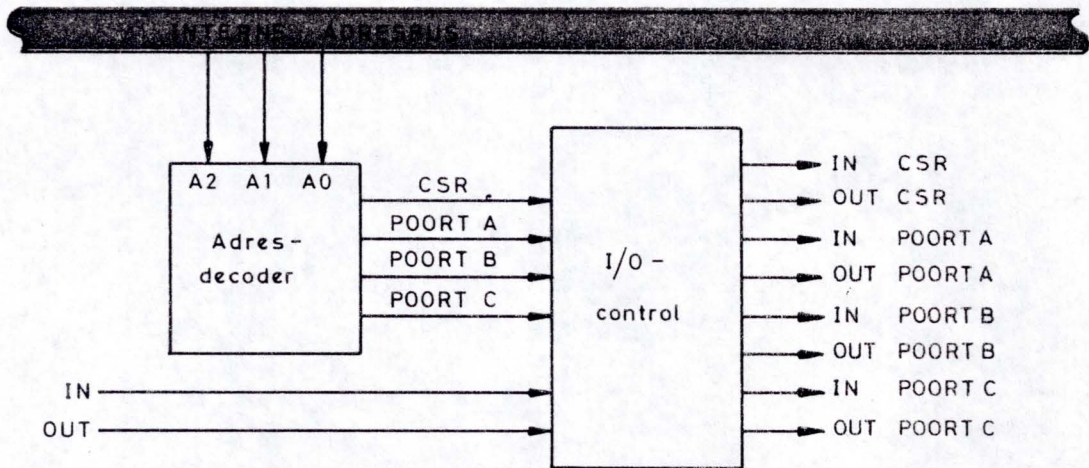 INTERNE ADRESBUS
A2 A1 A0
Adres-
decoder
CSR
POORT A
POORT B
POORT C
IN
OUT
I/O-
control
IN CSR
OUT CSR
IN POORT A
OUT POORT A
IN POORT B
OUT POORT B
IN POORT C
OUT POORT C